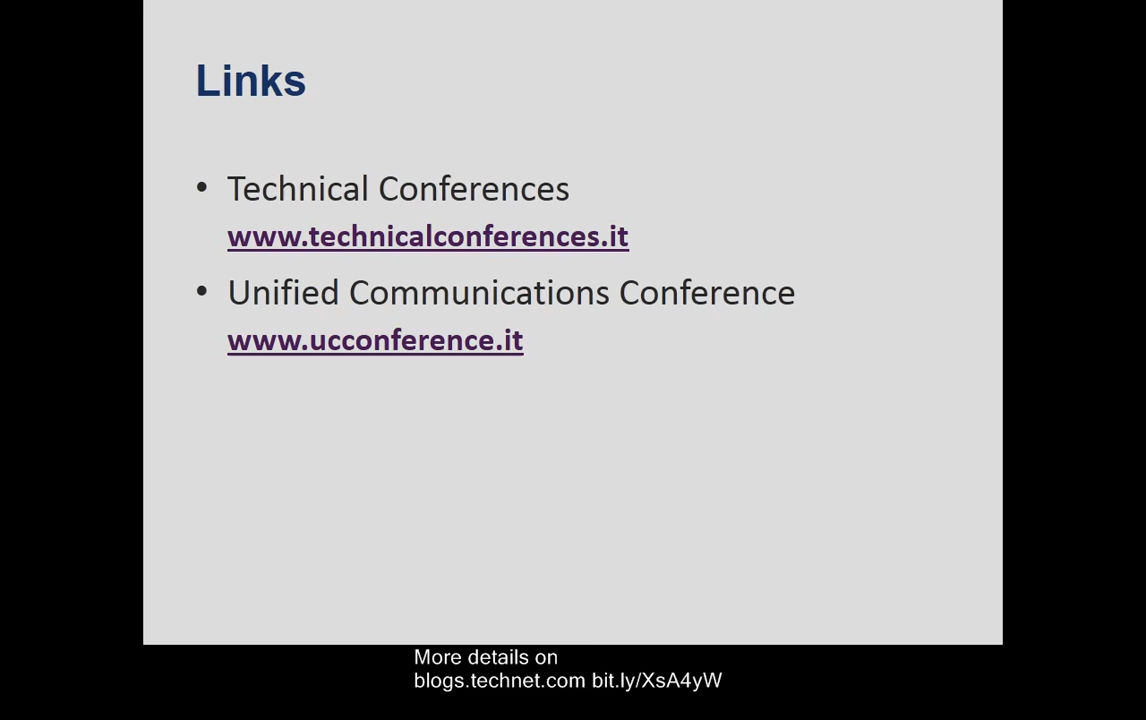 Links
• Technical Conferences
www.technicalconferences.it
• Unified Communications Conference
www.ucconference.it
More details on
blogs.technet.com bit.ly/XsA4yW